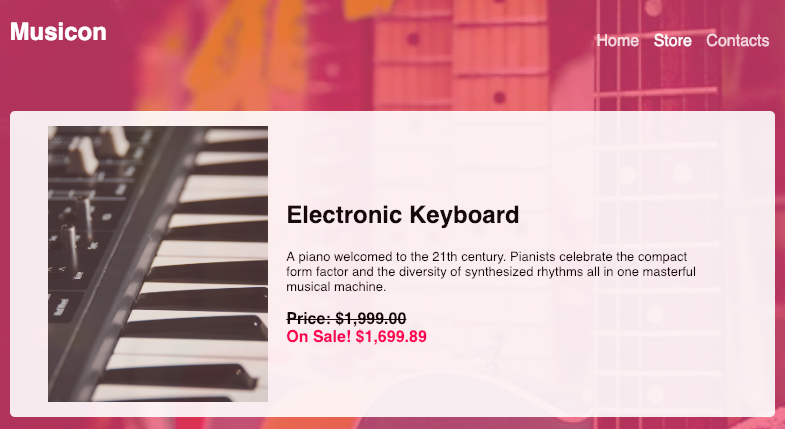 Musicon
Home Store Contacts
Electronic Keyboard
A piano welcomed to the 21th century. Pianists celebrate the compact
form factor and the diversity of synthesized rhythms all in one masterful
musical machine.
Price: $1,999.00
On Sale! $1,699.89